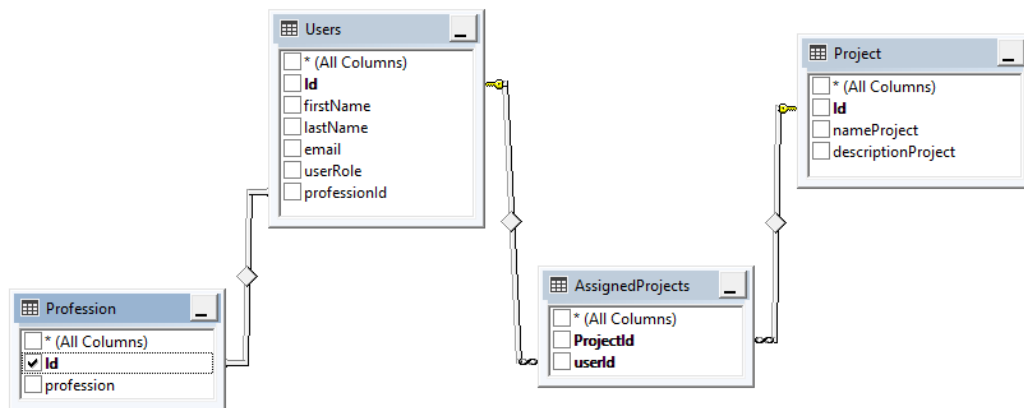 Users
* (All Columns)
Id
firstName
lastName
email
userRole
professionId
Project
* (All Columns)
Id
nameProject
descriptionProject
AssignedProjects
* (All Columns)
ProjectId
userId
Profession
* (All Columns)
Id
profession